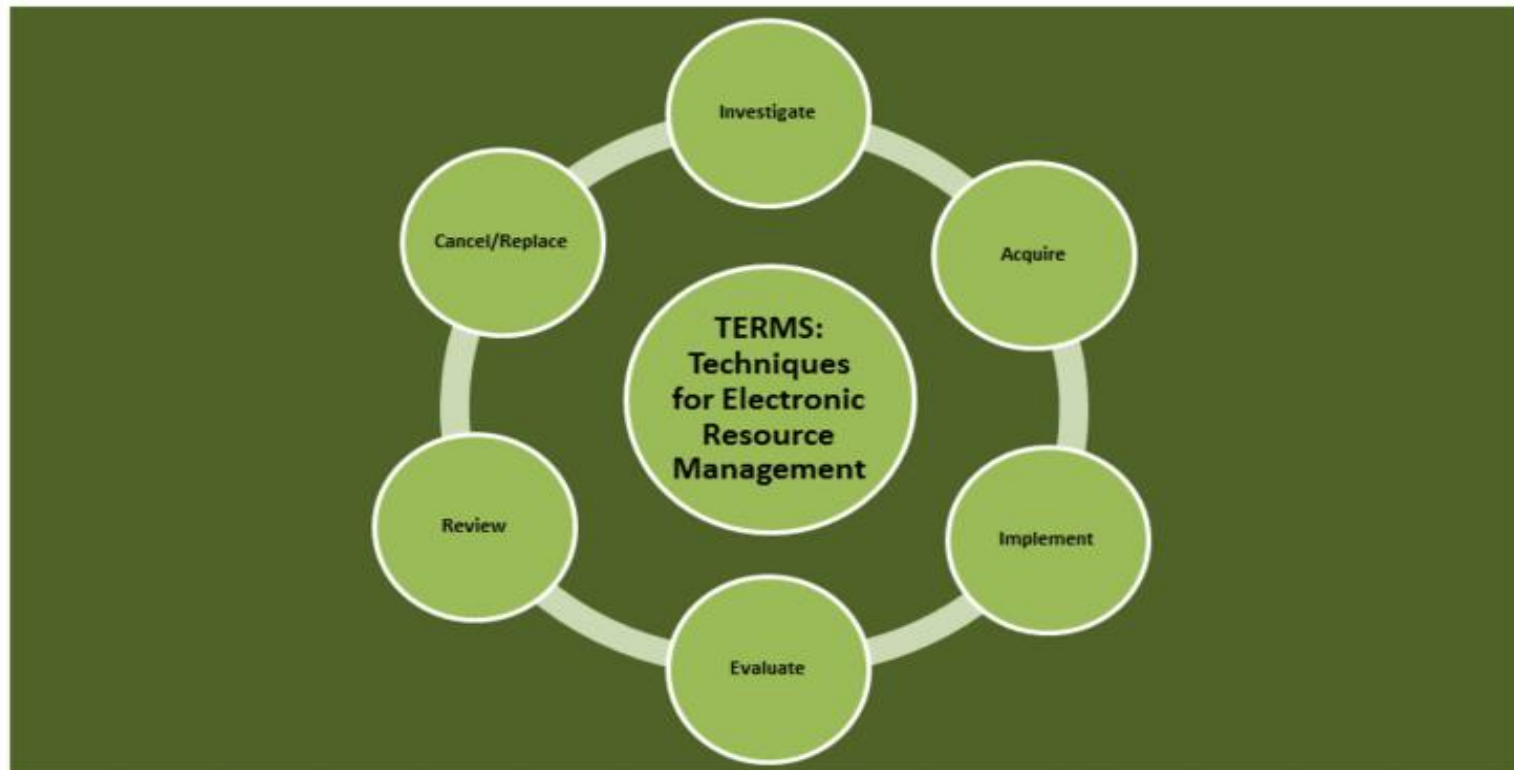 Investigate
Acquire
Implement
Evaluate
Review
Cancel/Replace
TERMS:
Techniques
for Electronic
Resource
Management